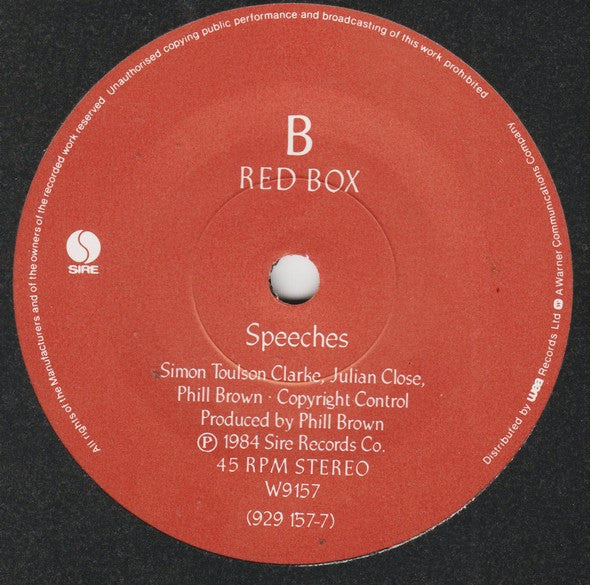 B
RED BOX
SIRE
Speeches
Simon Toulson Clarke, Julian Close,
Phill Brown · Copyright Control
Produced by Phill Brown
℗ 1984 Sire Records Co.
45 RPM STEREO
W9157
(929 157-7)
All rights of the Manufacturers and of the owners of the recorded work reserved Unauthorised copying public performance and broadcasting of this work prohibited
Distributed by wea Records Ltd A Warner Communications Company